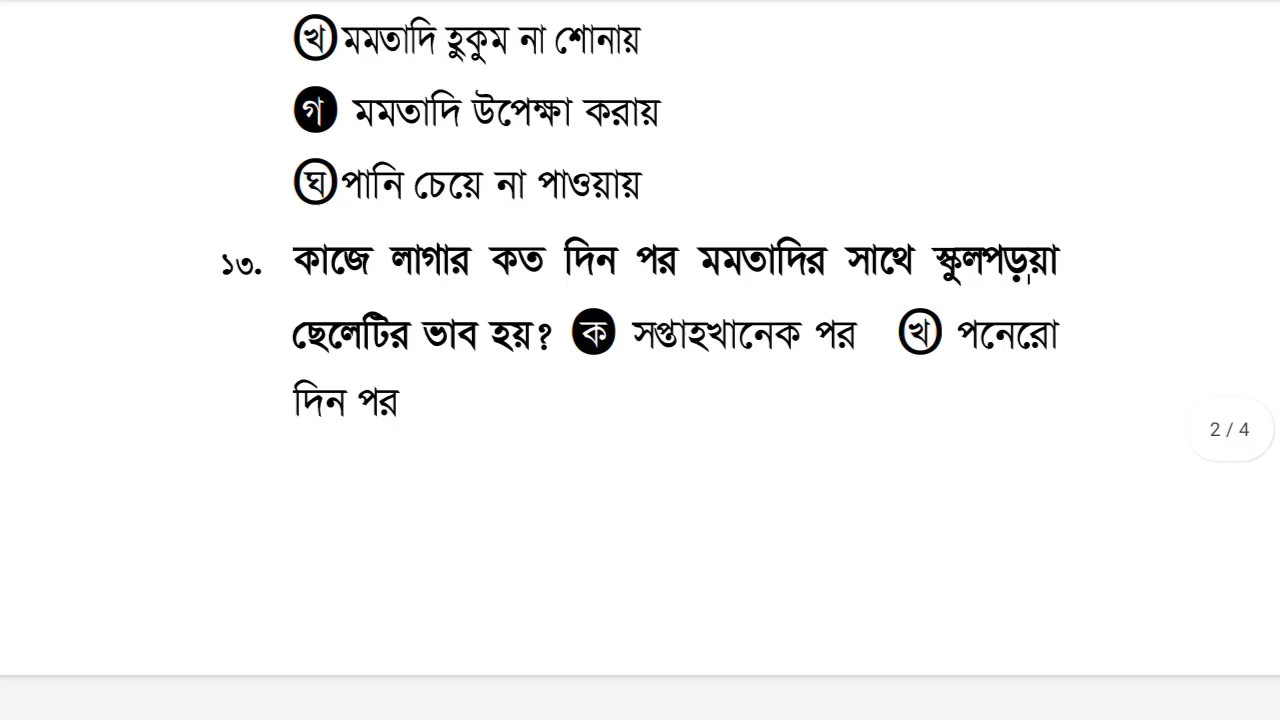 খ মমতাদি হুকুম না শোনায়
গ মমতাদি উপেক্ষা করায়
ঘ পানি চেয়ে না পাওয়ায়
১৩. কাজে লাগার কত দিন পর মমতাদির সাথে স্কুলপড়ুয়া
ছেলেটির ভাব হয়? ক সপ্তাহখানেক পর খ পনেরো
দিন পর
2 / 4